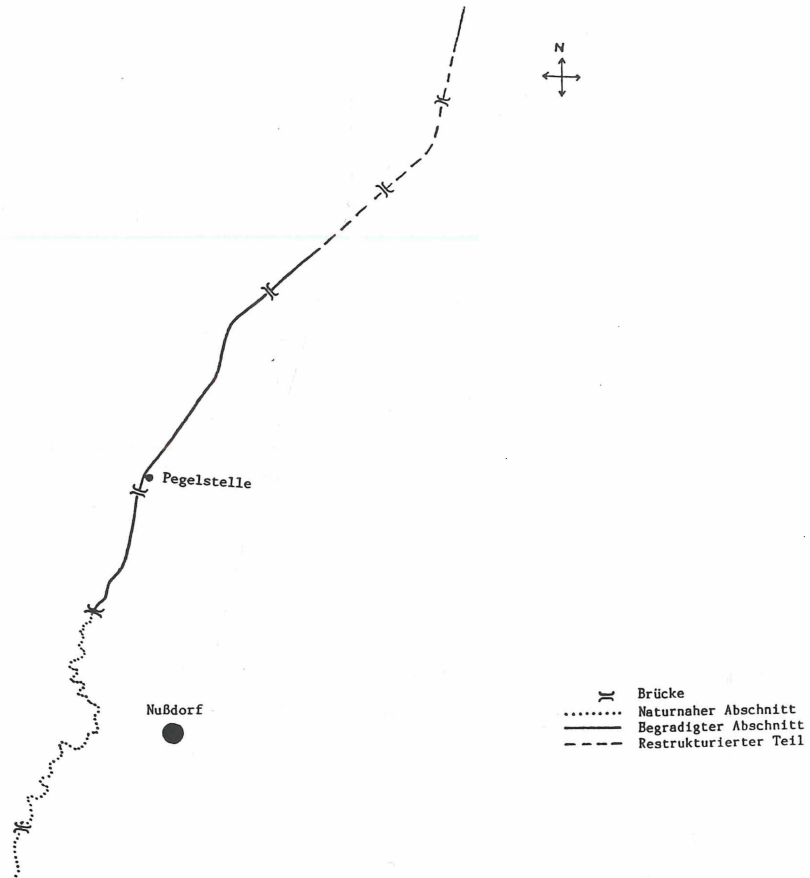 N
Pegelstelle
Nußdorf
Brücke
Naturnaher Abschnitt
Begradigter Abschnitt
Restrukturierter Teil